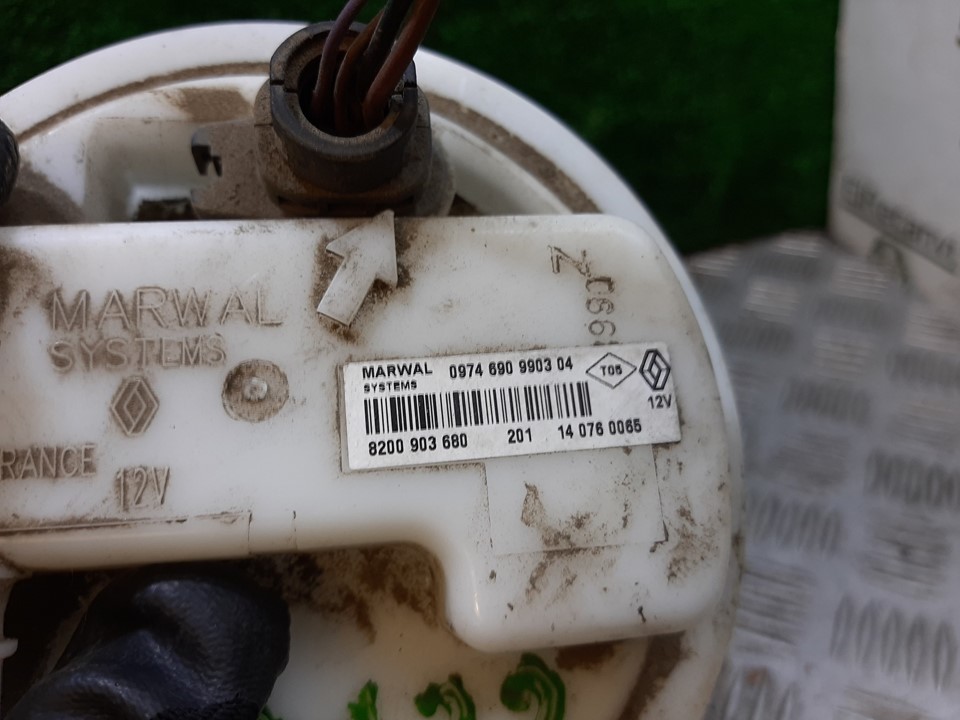 MARWAL
SYSTEMS
RANCE
12V
MARWAL 0974 690 9903 04
SYSTEMS
T05
12V
8200 903 680 201 14 076 0065